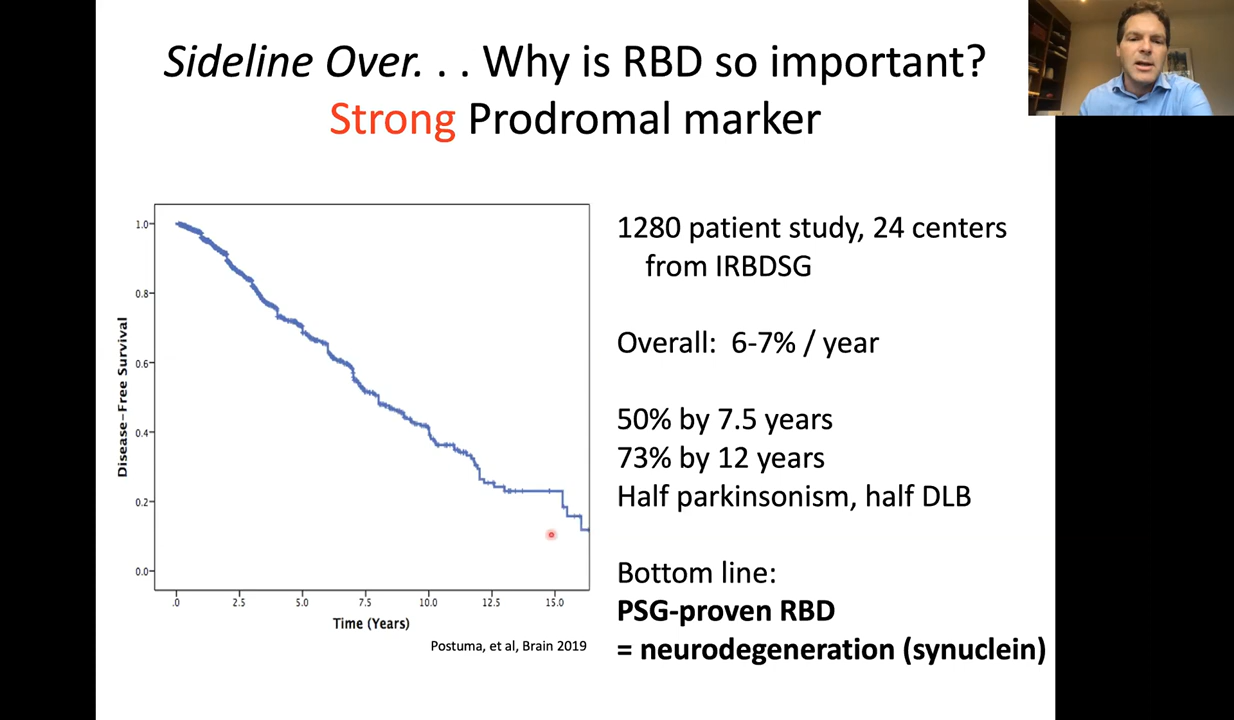 Sideline Over. . . Why is RBD so important?
Strong Prodromal marker
1.0
0.8
0.6
0.4
0.2
0.0
Disease-Free Survival
.0 2.5 5.0 7.5 10.0 12.5 15.0
Time (Years)
Postuma, et al, Brain 2019
1280 patient study, 24 centers
from IRBDSG
Overall: 6-7% / year
50% by 7.5 years
73% by 12 years
Half parkinsonism, half DLB
Bottom line:
PSG-proven RBD
= neurodegeneration (synuclein)